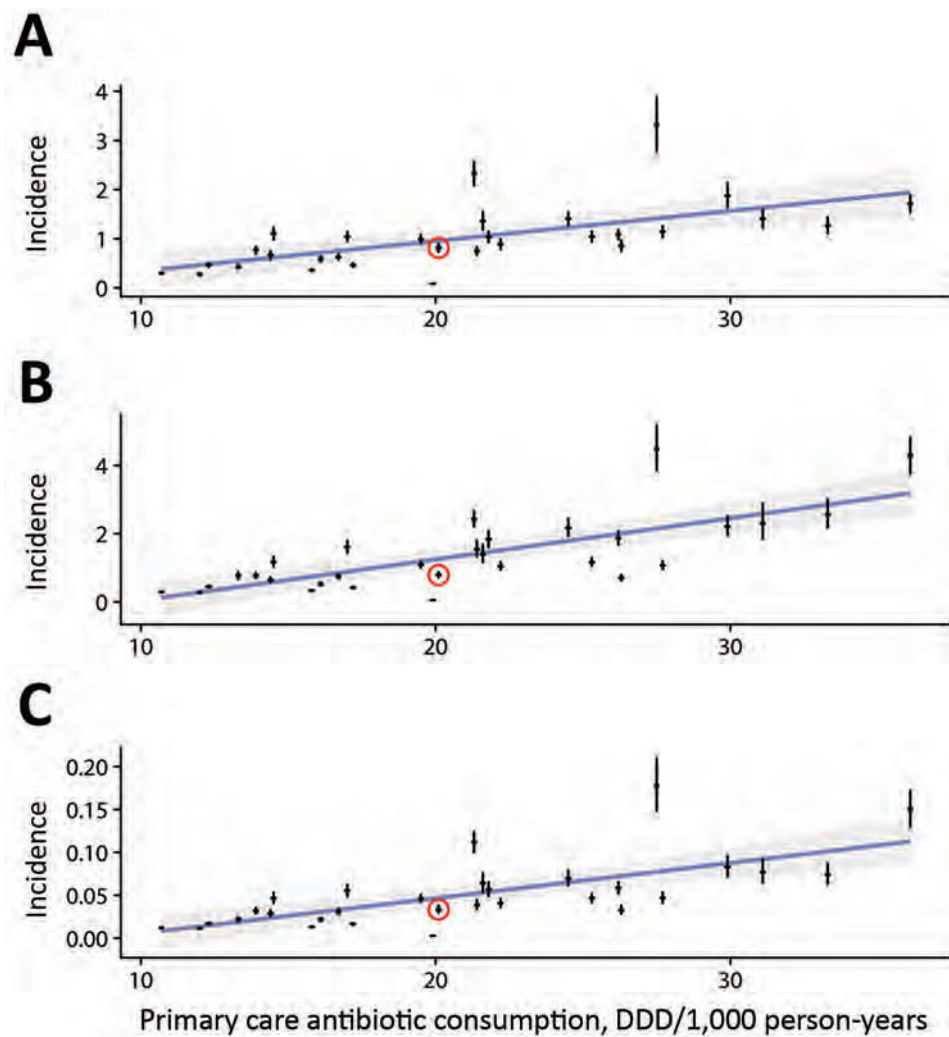 A
Incidence
4
3
2
1
0
10 20 30
B
Incidence
4
2
0
10 20 30
C
Incidence
0.20
0.15
0.10
0.05
0.00
10 20 30
Primary care antibiotic consumption, DDD/1,000 person-years